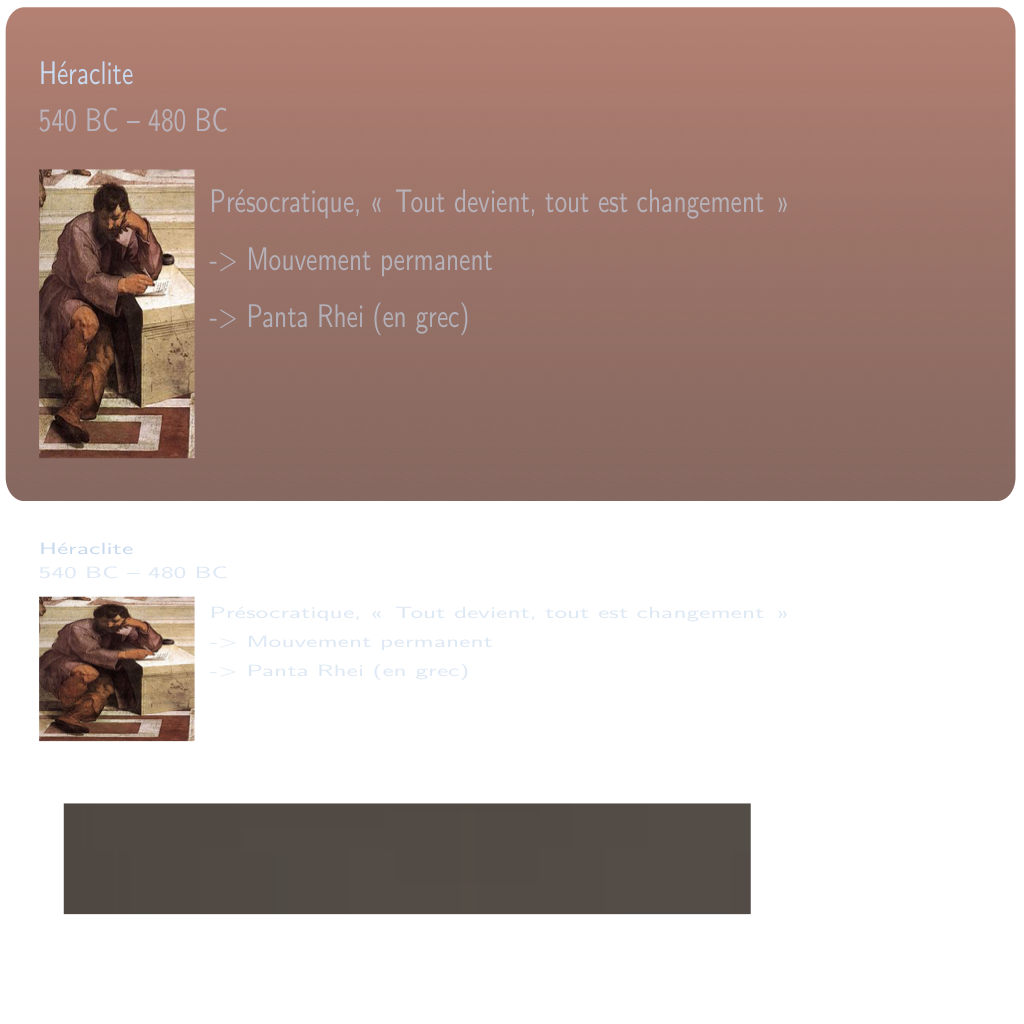 Héraclite
540 BC – 480 BC
Présocratique, « Tout devient, tout est changement »
-> Mouvement permanent
-> Panta Rhei (en grec)
Héraclite
540 BC – 480 BC
Présocratique, « Tout devient, tout est changement »
-> Mouvement permanent
-> Panta Rhei (en grec)